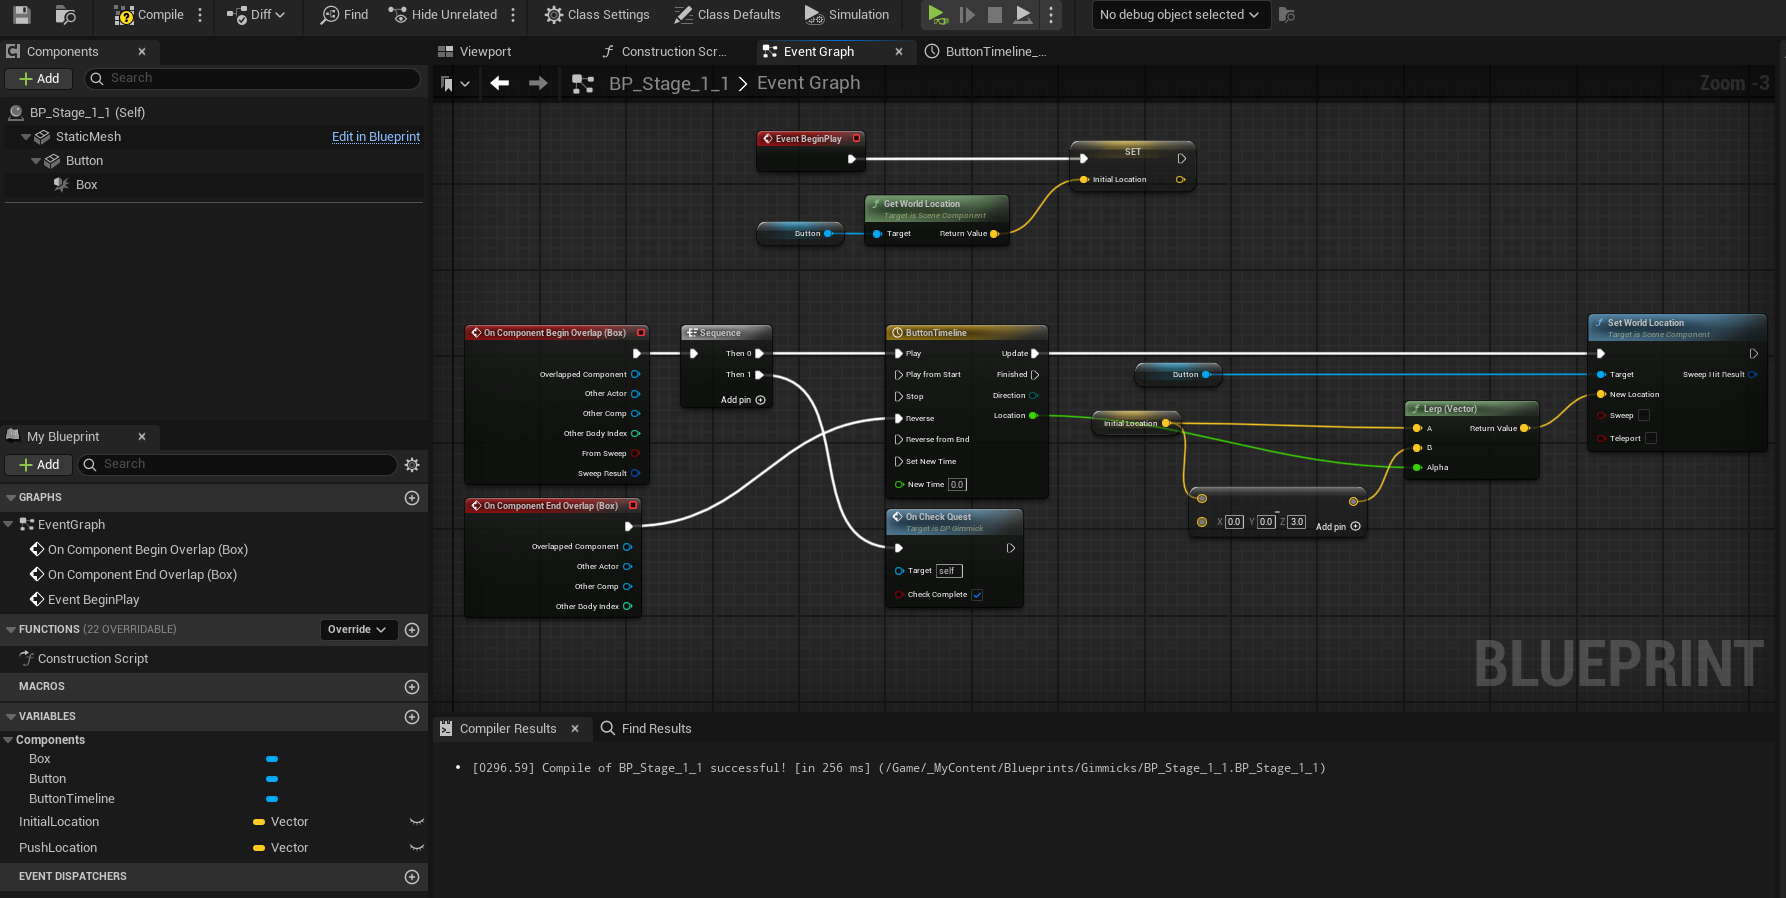 Compile
Diff
Find
Hide Unrelated
Class Settings
Class Defaults
Simulation
No debug object selected
Components
Add
Search
BP_Stage_1_1 (Self)
StaticMesh
Edit in Blueprint
Button
Box
My Blueprint
Add
Search
GRAPHS
EventGraph
On Component Begin Overlap (Box)
On Component End Overlap (Box)
Event BeginPlay
FUNCTIONS (22 OVERRIDABLE)
Override
Construction Script
MACROS
VARIABLES
Components
Box
Button
ButtonTimeline
InitialLocation
Vector
PushLocation
Vector
EVENT DISPATCHERS
Viewport
Construction Scr...
Event Graph
ButtonTimeline_...
BP_Stage_1_1 > Event Graph
Zoom -3
Event BeginPlay
SET
Initial Location
Get World Location
Target is Scene Component
Button
Target
Return Value
On Component Begin Overlap (Box)
Overlapped Component
Other Actor
Other Comp
Other Body Index
From Sweep
Sweep Result
Sequence
Then 0
Then 1
Add pin
On Component End Overlap (Box)
Overlapped Component
Other Actor
Other Comp
Other Body Index
ButtonTimeline
Play
Update
Play from Start
Finished
Stop
Direction
Reverse
Location
Reverse from End
Set New Time
New Time 0.0
On Check Quest
Target is BP Gimmick
Target self
Check Complete
Button
Initial Location
X 0.0 Y 0.0 Z 3.0
Add pin
Lerp (Vector)
A
Return Value
B
Alpha
Set World Location
Target is Scene Component
Target
Sweep Hit Result
New Location
Sweep
Teleport
BLUEPRINT
Compiler Results
Find Results
[0296.59] Compile of BP_Stage_1_1 successful! [in 256 ms] (/Game/_MyContent/Blueprints/Gimmicks/BP_Stage_1_1.BP_Stage_1_1)